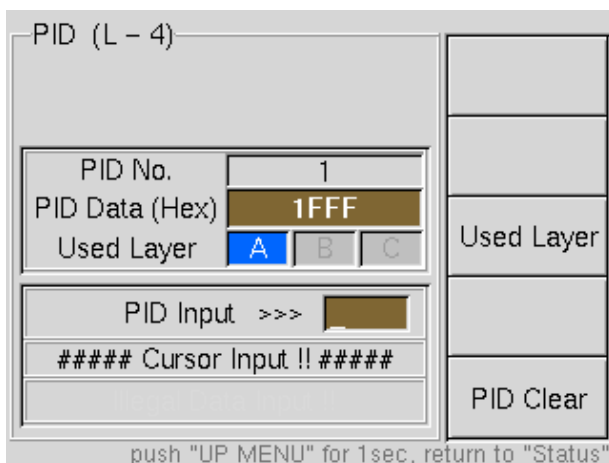 PID (L – 4)
PID No. 1
PID Data (Hex) 1FFF
Used Layer A B C
PID Input >>> _
##### Cursor Input !! #####
Illegal Data Input !!
Used Layer
PID Clear
push "UP MENU" for 1sec, return to "Status"